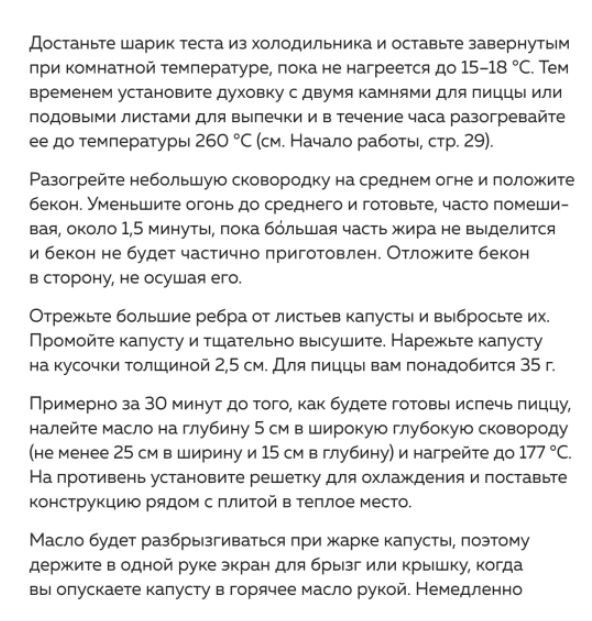 Достаньте шарик теста из холодильника и оставьте завернутым
при комнатной температуре, пока не нагреется до 15–18 °C. Тем
временем установите духовку с двумя камнями для пиццы или
подовыми листами для выпечки и в течение часа разогревайте
ее до температуры 260 °C (см. Начало работы, стр. 29).
Разогрейте небольшую сковородку на среднем огне и положите
бекон. Уменьшите огонь до среднего и готовьте, часто помеши-
вая, около 1,5 минуты, пока бо́льшая часть жира не выделится
и бекон не будет частично приготовлен. Отложите бекон
в сторону, не осушая его.
Отрежьте большие ребра от листьев капусты и выбросьте их.
Промойте капусту и тщательно высушите. Нарежьте капусту
на кусочки толщиной 2,5 см. Для пиццы вам понадобится 35 г.
Примерно за 30 минут до того, как будете готовы испечь пиццу,
налейте масло на глубину 5 см в широкую глубокую сковороду
(не менее 25 см в ширину и 15 см в глубину) и нагрейте до 177 °C.
На противень установите решетку для охлаждения и поставьте
конструкцию рядом с плитой в теплое место.
Масло будет разбрызгиваться при жарке капусты, поэтому
держите в одной руке экран для брызг или крышку, когда
вы опускаете капусту в горячее масло рукой. Немедленно